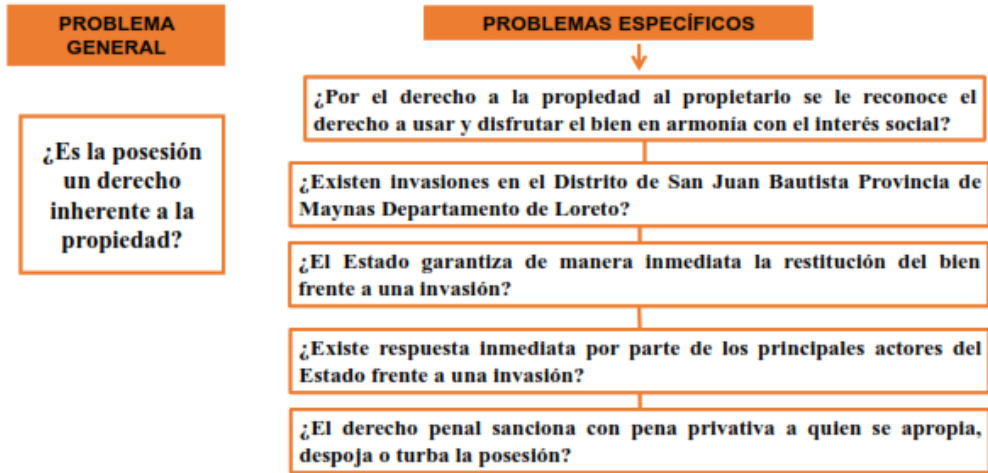 PROBLEMA
GENERAL
¿Es la posesión
un derecho
inherente a la
propiedad?
PROBLEMAS ESPECÍFICOS
¿Por el derecho a la propiedad al propietario se le reconoce el
derecho a usar y disfrutar el bien en armonía con el interés social?
¿Existen invasiones en el Distrito de San Juan Bautista Provincia de
Maynas Departamento de Loreto?
¿El Estado garantiza de manera inmediata la restitución del bien
frente a una invasión?
¿Existe respuesta inmediata por parte de los principales actores del
Estado frente a una invasión?
¿El derecho penal sanciona con pena privativa a quien se apropia,
despoja o turba la posesión?